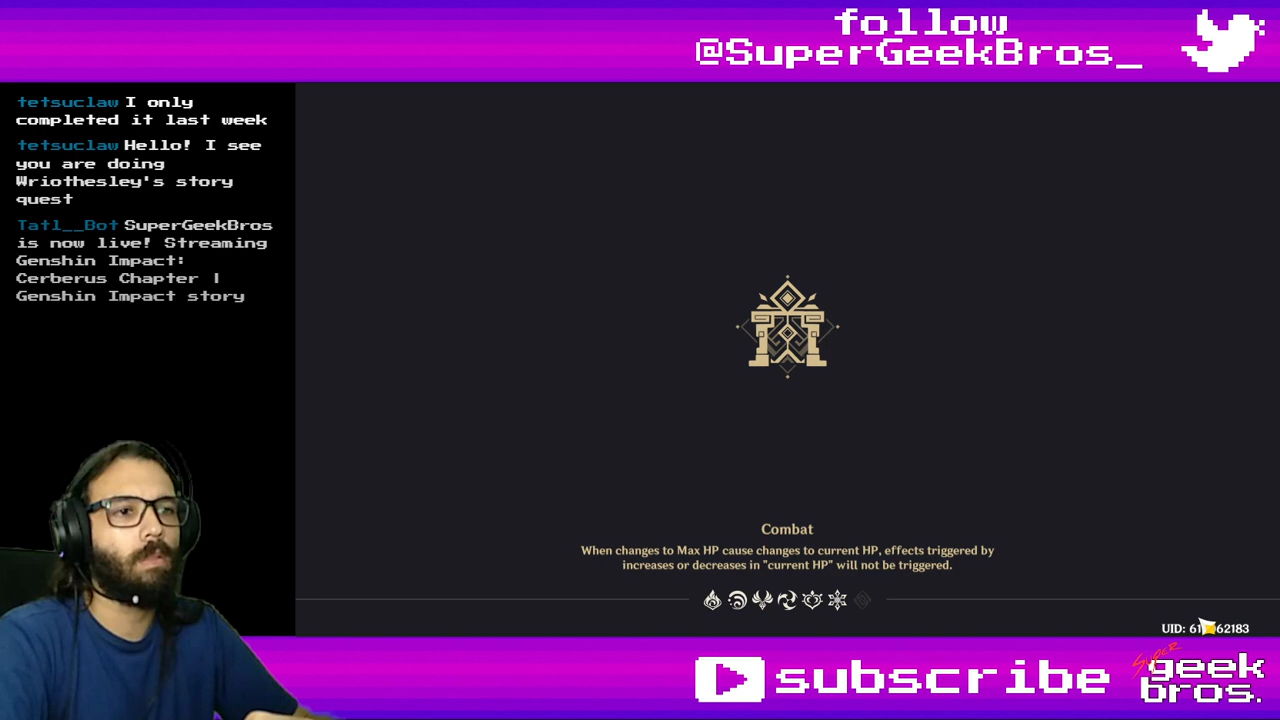 follow
@SuperGeekBros_
tetsuclaw I only
completed it last week
tetsuclaw Hello! I see
you are doing
Wriothesley's story
quest
Tatl__Bot SuperGeekBros
is now live! Streaming
Genshin Impact:
Cerberus Chapter I
Genshin Impact story
Combat
When changes to Max HP cause changes to current HP, effects triggered by
increases or decreases in "current HP" will not be triggered.
UID:
subscribe
SUPER
geek
bros.